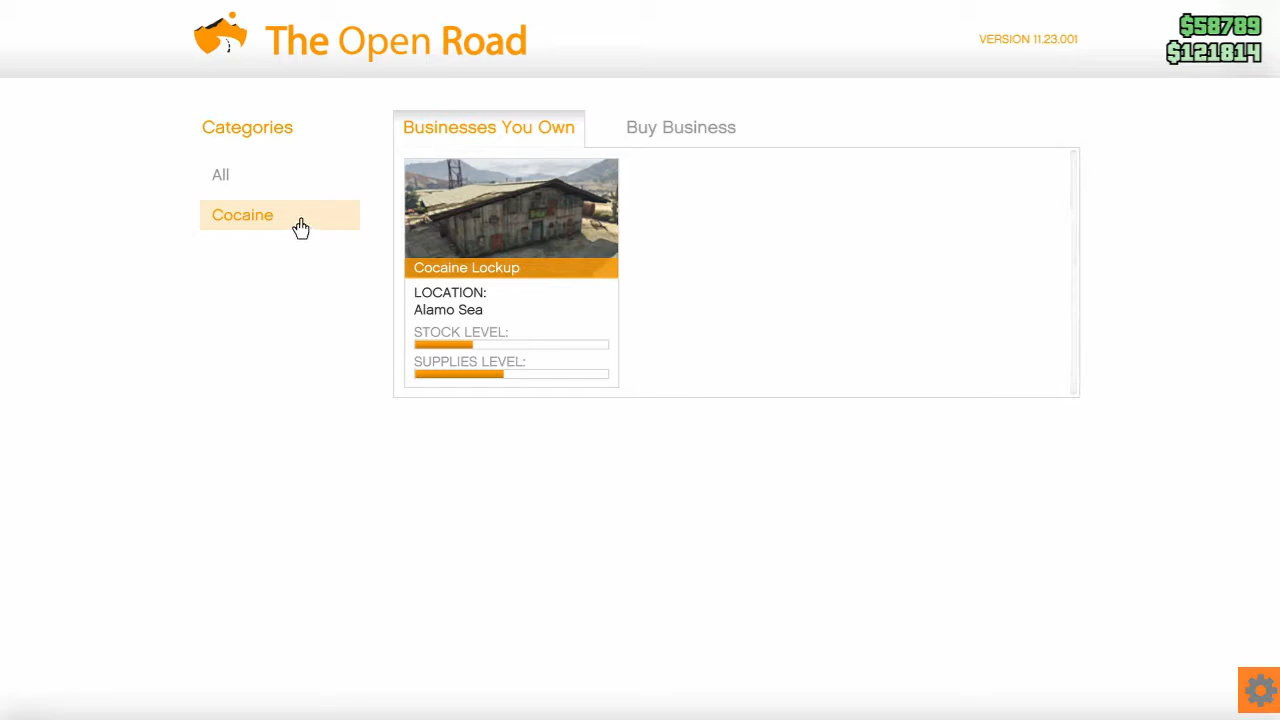 The Open Road
VERSION 11.23.001
$58789
$121814
Categories
All
Cocaine
Businesses You Own
Buy Business
Cocaine Lockup
LOCATION:
Alamo Sea
STOCK LEVEL:
SUPPLIES LEVEL: